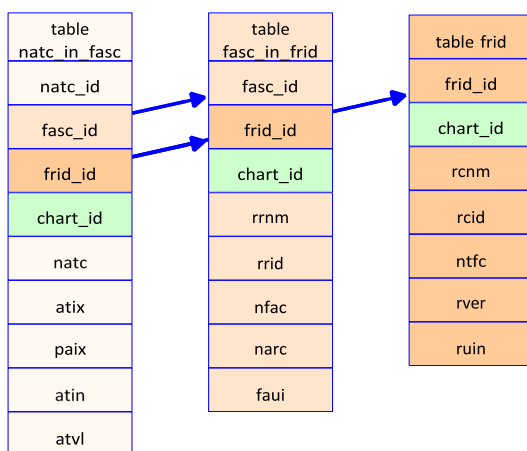 table
natc_in_fasc
natc_id
fasc_id
frid_id
chart_id
natc
atix
paix
atin
atvl
table
fasc_in_frid
fasc_id
frid_id
chart_id
rrnm
rrid
nfac
narc
faui
table frid
frid_id
chart_id
rcnm
rcid
ntfc
rver
ruin